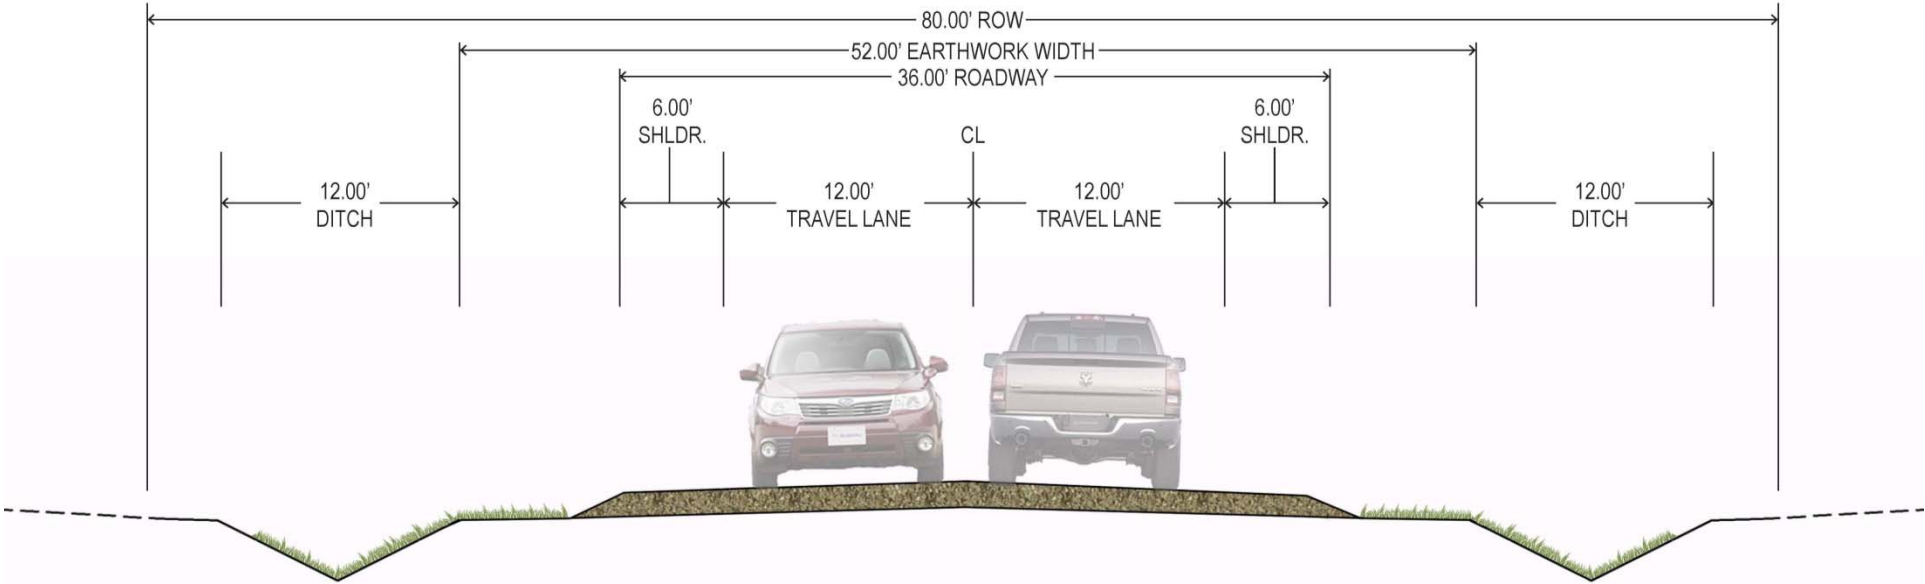 80.00' ROW
52.00' EARTHWORK WIDTH
36.00' ROADWAY
6.00'
SHLDR.
CL
6.00'
SHLDR.
12.00'
DITCH
12.00'
TRAVEL LANE
12.00'
TRAVEL LANE
12.00'
DITCH